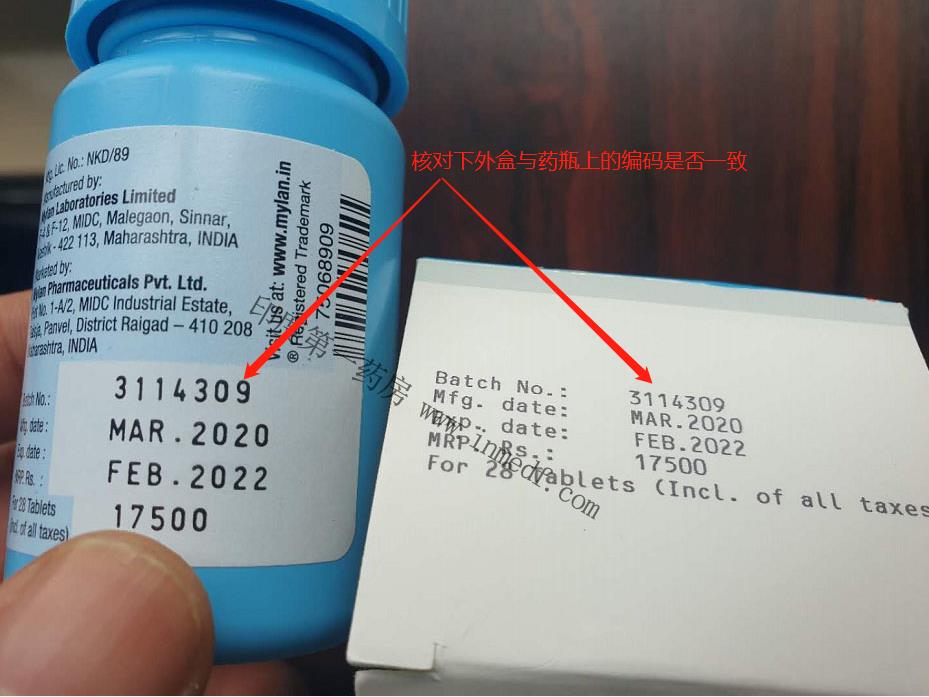 核对下外盒与药瓶上的编码是否一致
Lic. No.: NKD/89
Manufactured by:
Mylan Laboratories Limited
& F-12, MIDC, Malegaon, Sinnar,
- 422 113, Maharashtra, INDIA
Marketed by:
Mylan Pharmaceuticals Pvt. Ltd.
Plot No. 1-A/2, MIDC Industrial Estate,
Taloja, Panvel, District Raigad – 410 208
Maharashtra, INDIA
Visit us at: www.mylan.in
® Registered Trademark
75068909
Batch No.: 3114309
Mfg. date : MAR.2020
Exp. date : FEB.2022
MRP. Rs. : 17500
For 28 Tablets
(Incl. of all taxes)
印度第一药房 www.inmedx.com
Batch No.: 3114309
Mfg. date: MAR.2020
Exp. date: FEB.2022
MRP. Rs.: 17500
For 28 Tablets (Incl. of all taxes